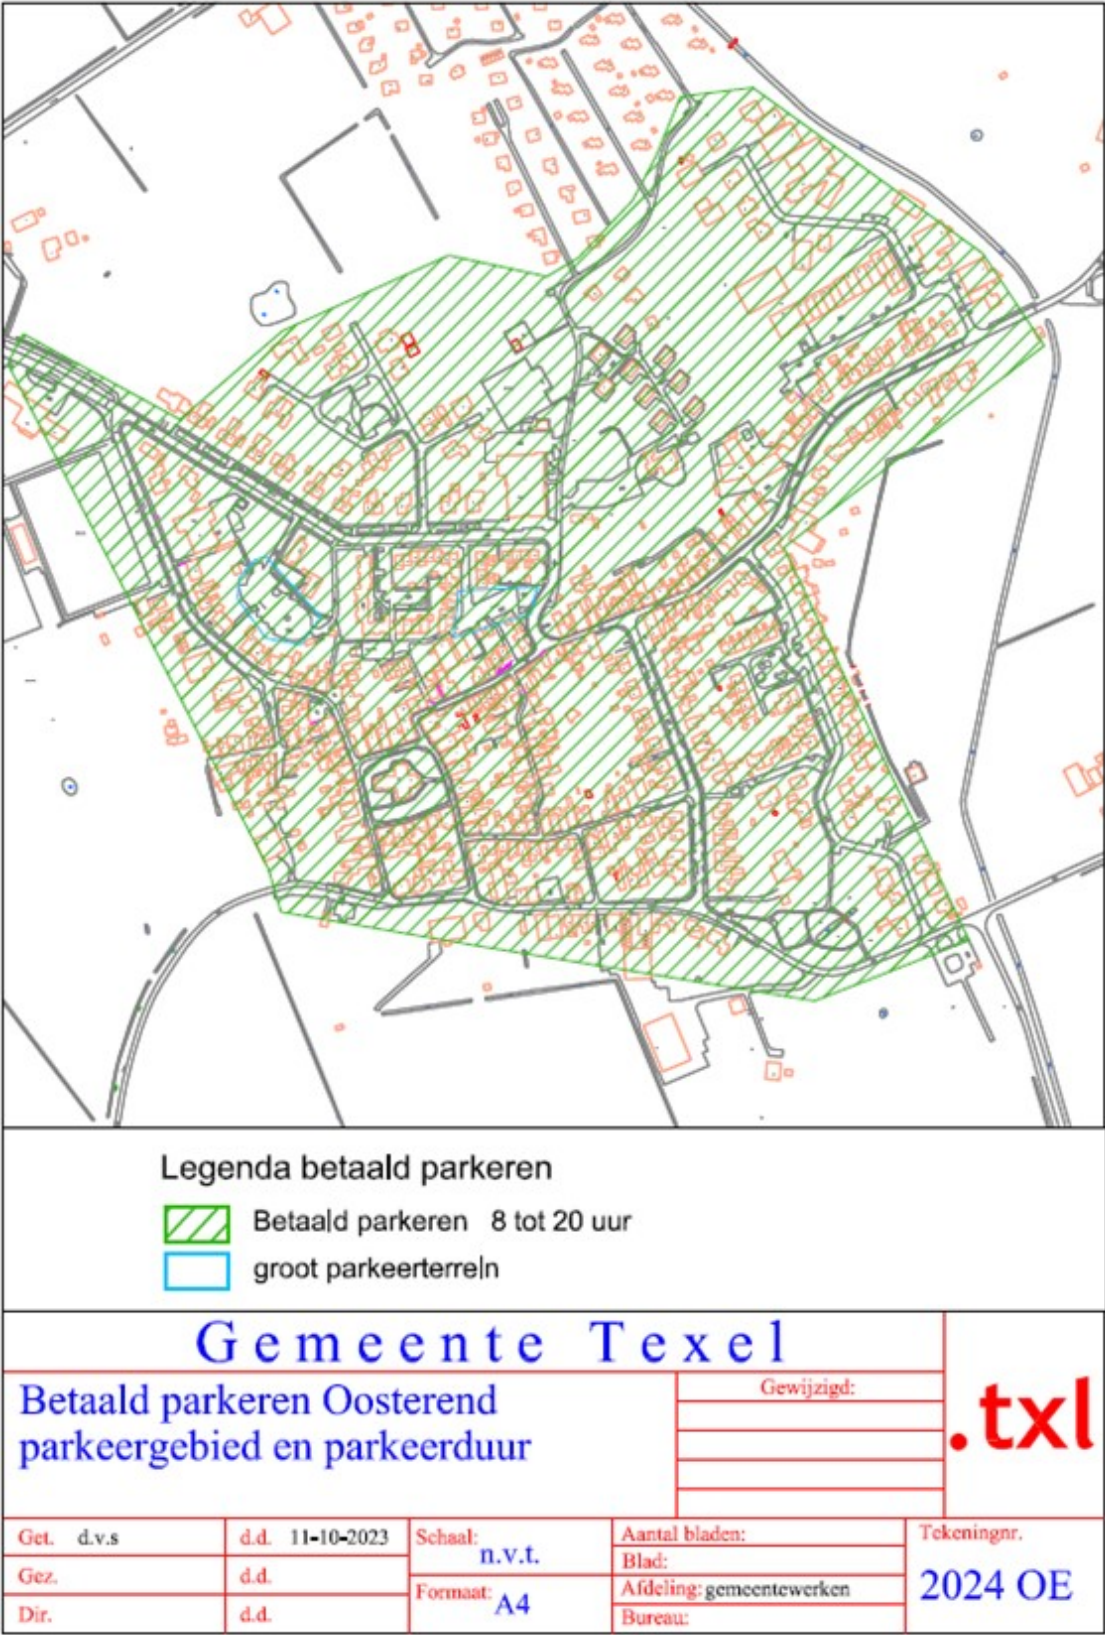 Legenda betaald parkeren
Betaald parkeren 8 tot 20 uur
groot parkeerterrein
Gemeente Texel
Betaald parkeren Oosterend
parkeergebied en parkeerduur
Gewijzigd:
.txl
Get. d.v.s
d.d. 11-10-2023
Schaal: n.v.t.
Aantal bladen:
Tekeningnr.
Gez.
d.d.
Blad:
2024 OE
Formaat: A4
Afdeling: gemeentewerken
Dir.
d.d.
Bureau: